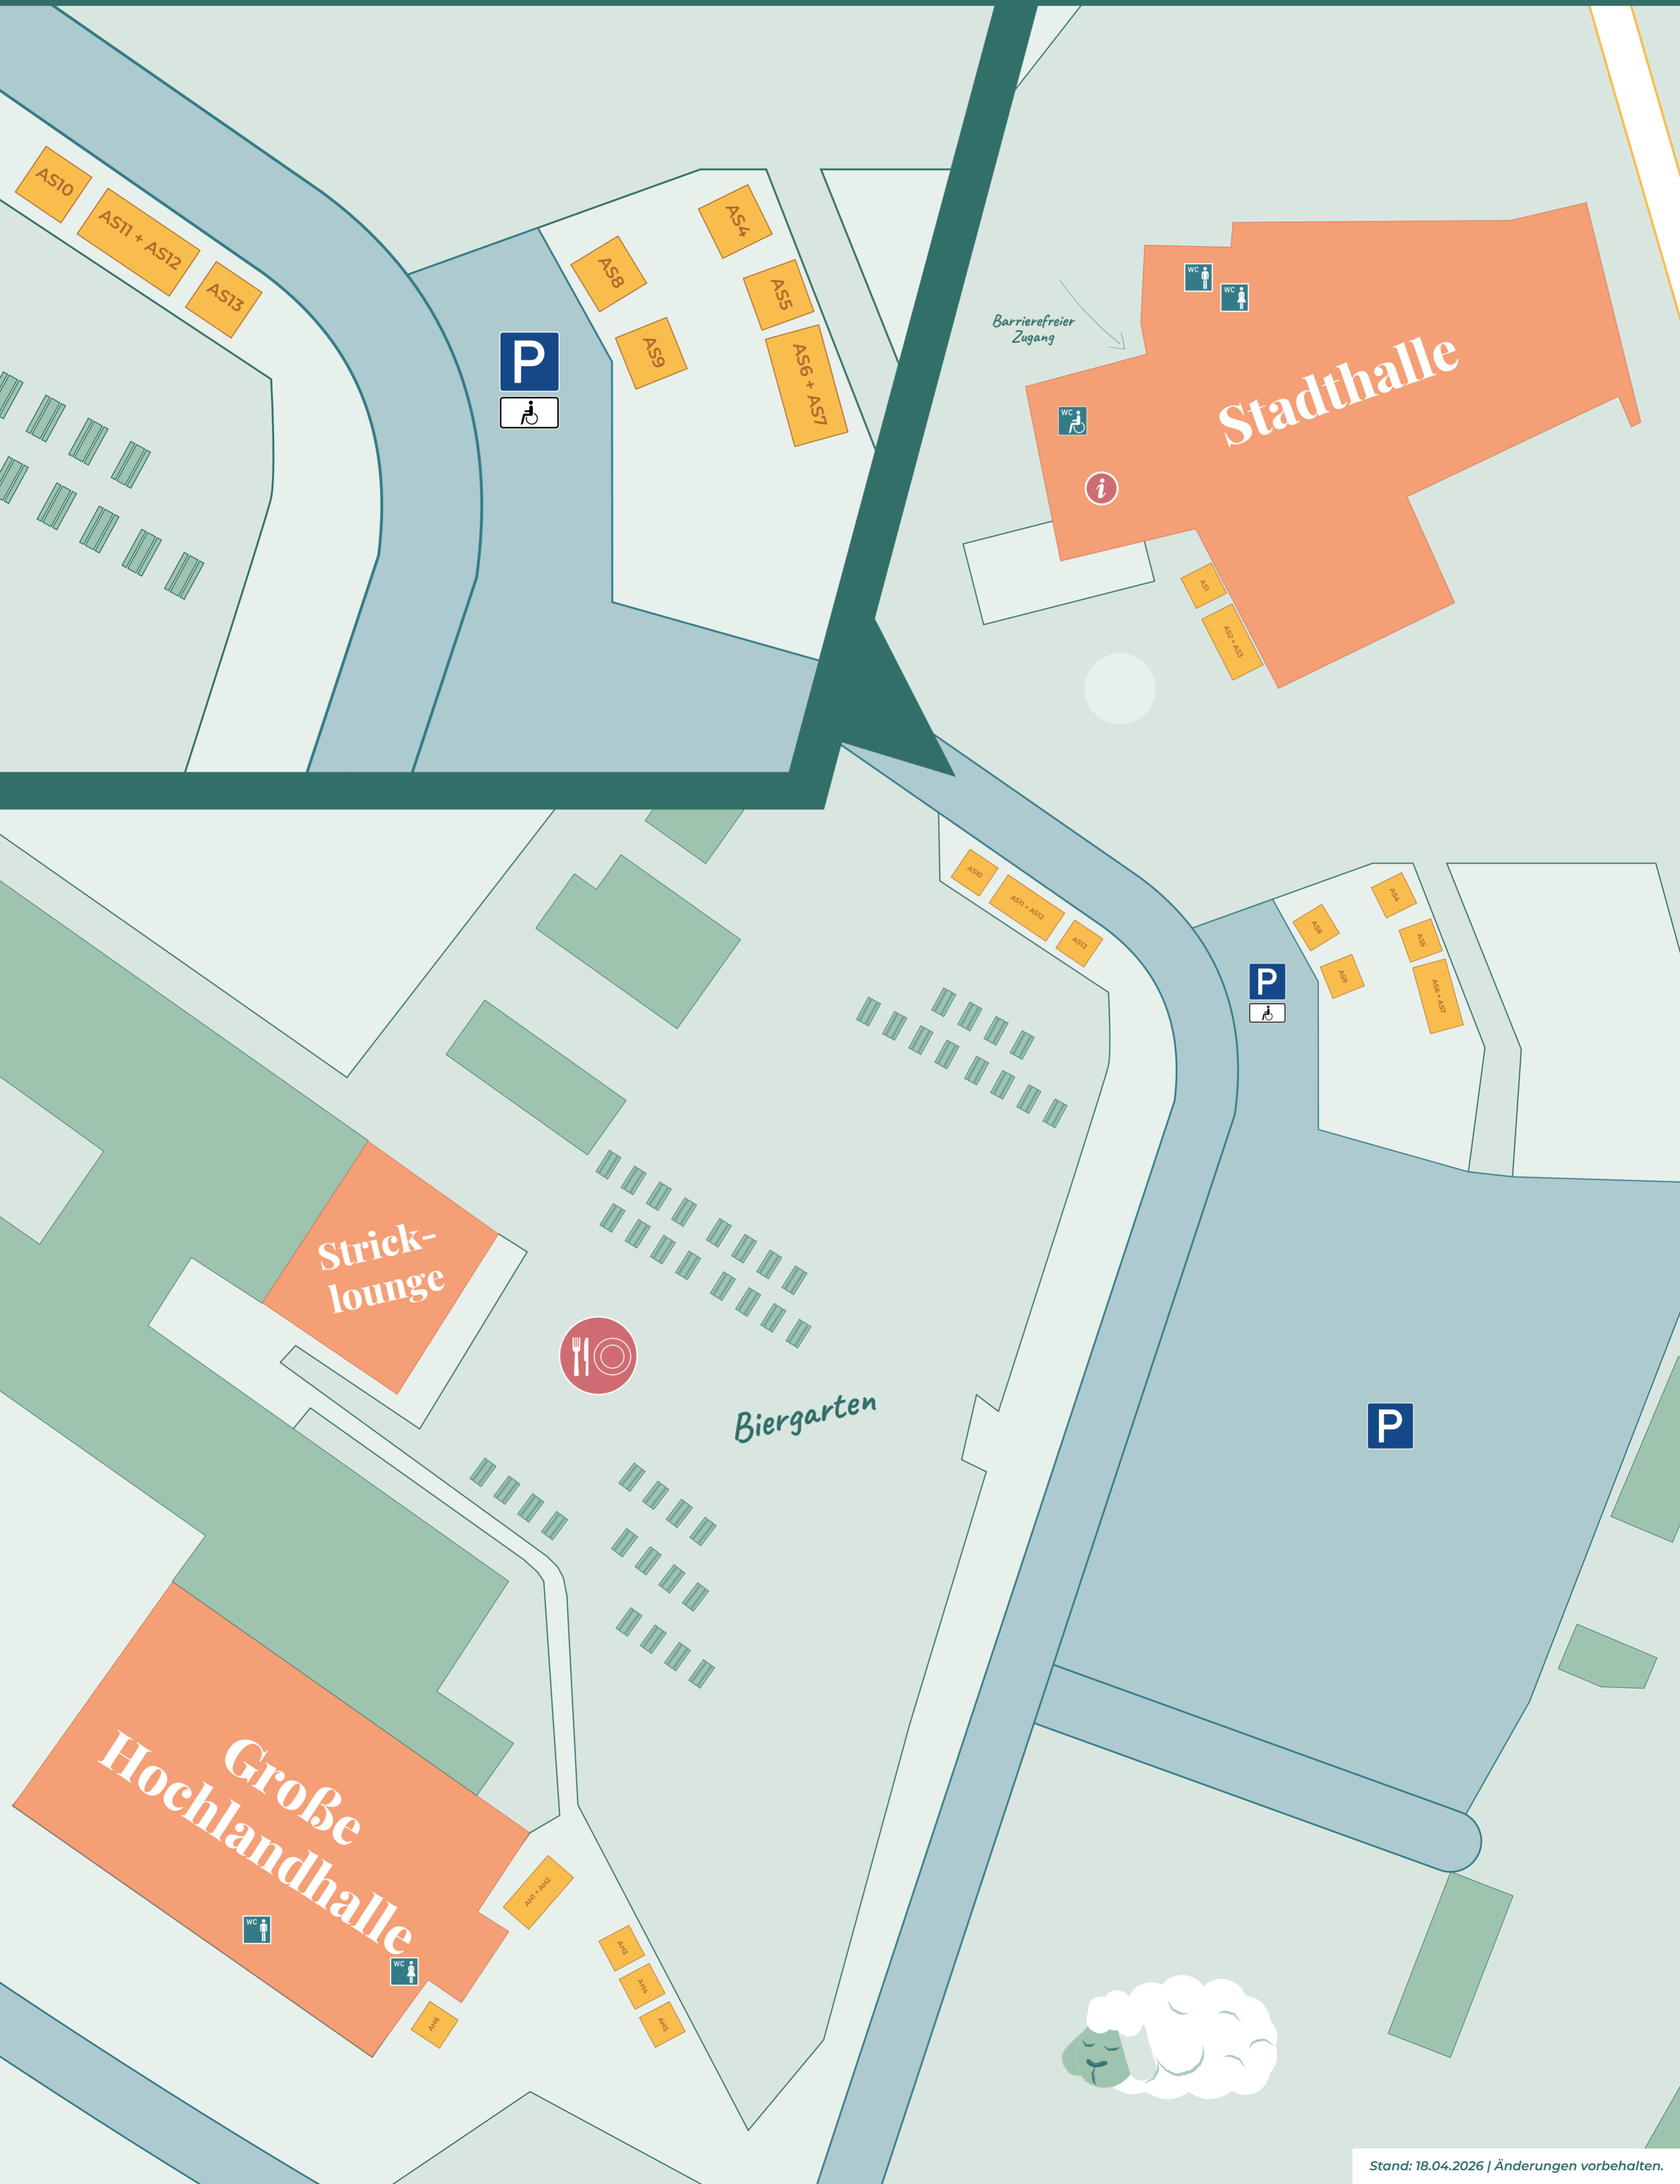 AS10
AS11 + AS12
AS13
P
AS8
AS9
AS4
AS5
AS6 + AS7
WC
WC
Barrierefreier
Zugang
WC
Stadthalle
i
AS1
AS2 + AS3
AS10
AS11 + AS12
AS13
P
AS8
AS9
AS4
AS5
AS6 + AS7
Strick-
lounge
Biergarten
P
Große
Hochlandhalle
WC
WC
AH1 + AH2
AH3
AH4
AH5
AH6
Stand: 18.04.2026 | Änderungen vorbehalten.